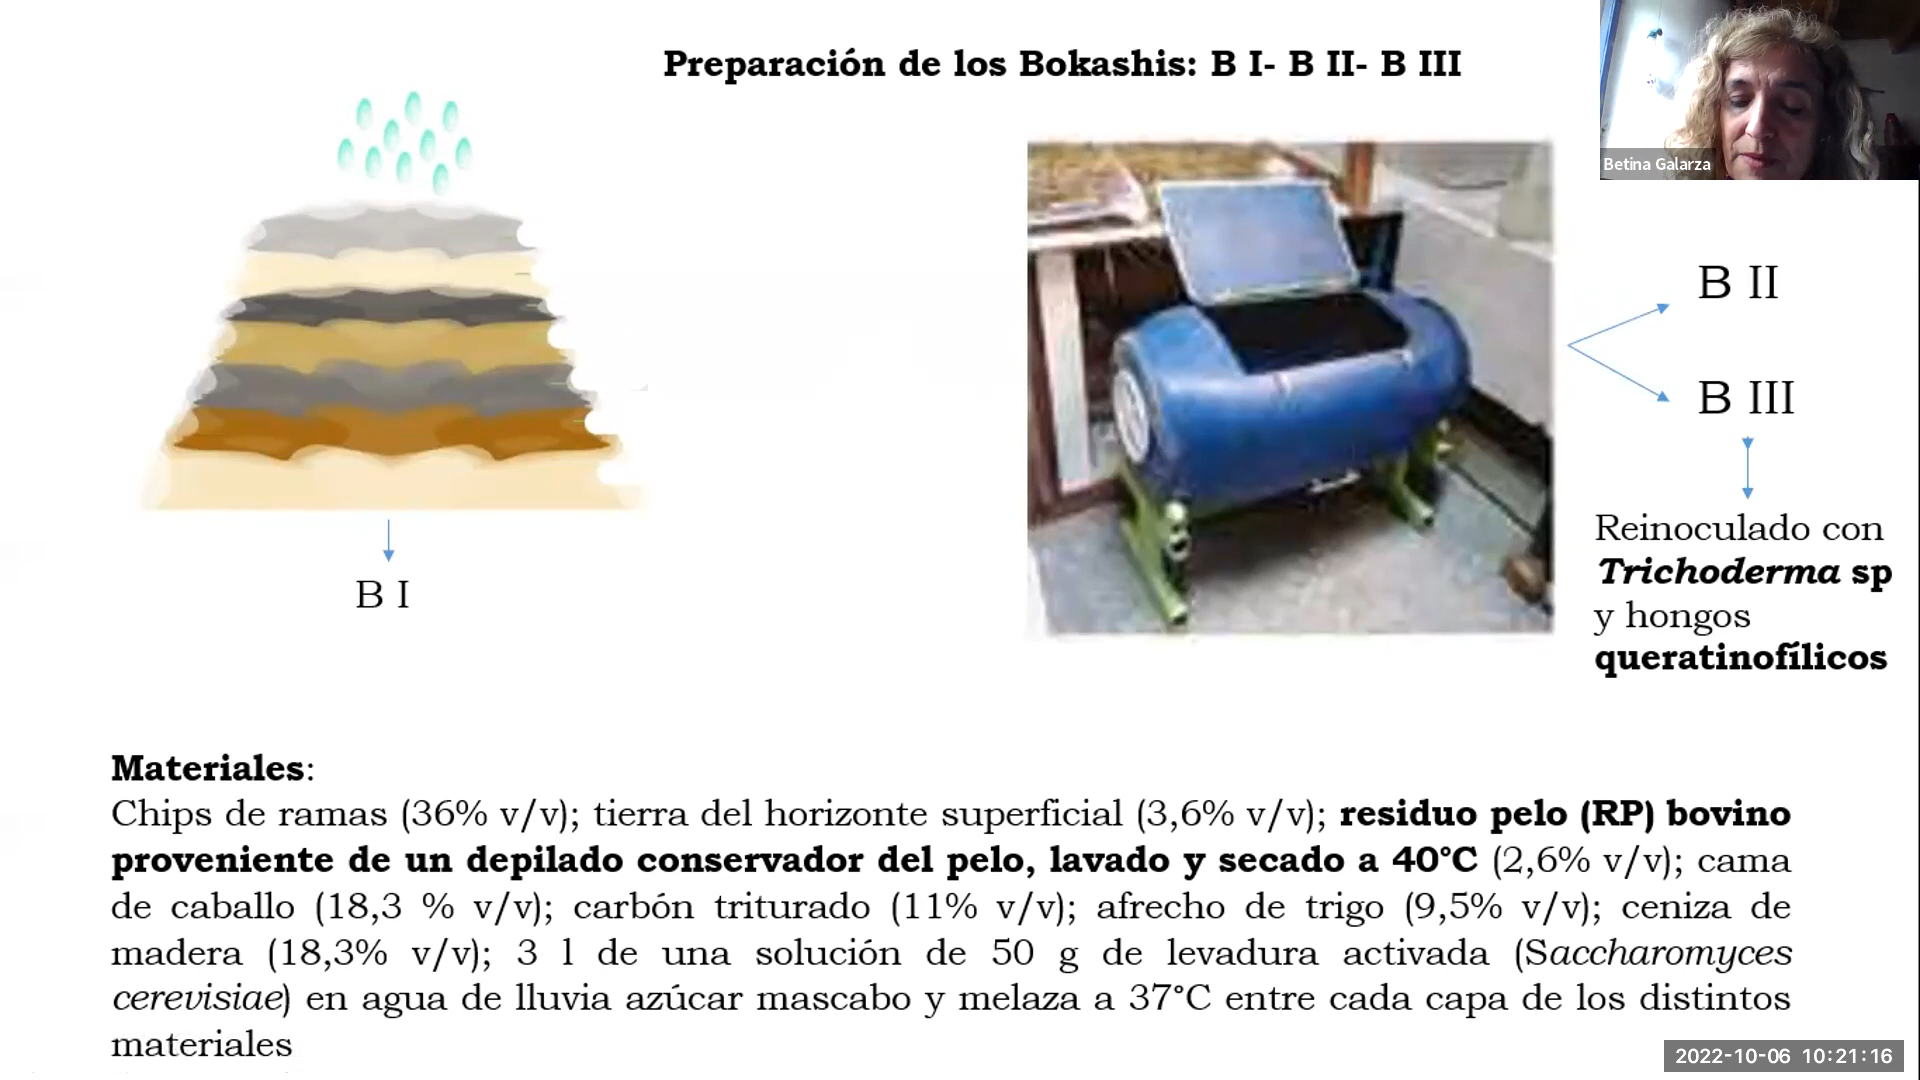 Preparación de los Bokashis: B I- B II- B III
Betina Galarza
B II
B III
Reinoculado con
Trichoderma sp
y hongos
queratinofílicos
B I
Materiales:
Chips de ramas (36% v/v); tierra del horizonte superficial (3,6% v/v); residuo pelo (RP) bovino
proveniente de un depilado conservador del pelo, lavado y secado a 40°C (2,6% v/v); cama
de caballo (18,3 % v/v); carbón triturado (11% v/v); afrecho de trigo (9,5% v/v; ceniza de
madera (18,3% v/v); 3 l de una solución de 50 g de levadura activada (Saccharomyces
cerevisiae) en agua de lluvia azúcar mascabo y melaza a 37°C entre cada capa de los distintos
materiales
2022-10-06 10:21:16